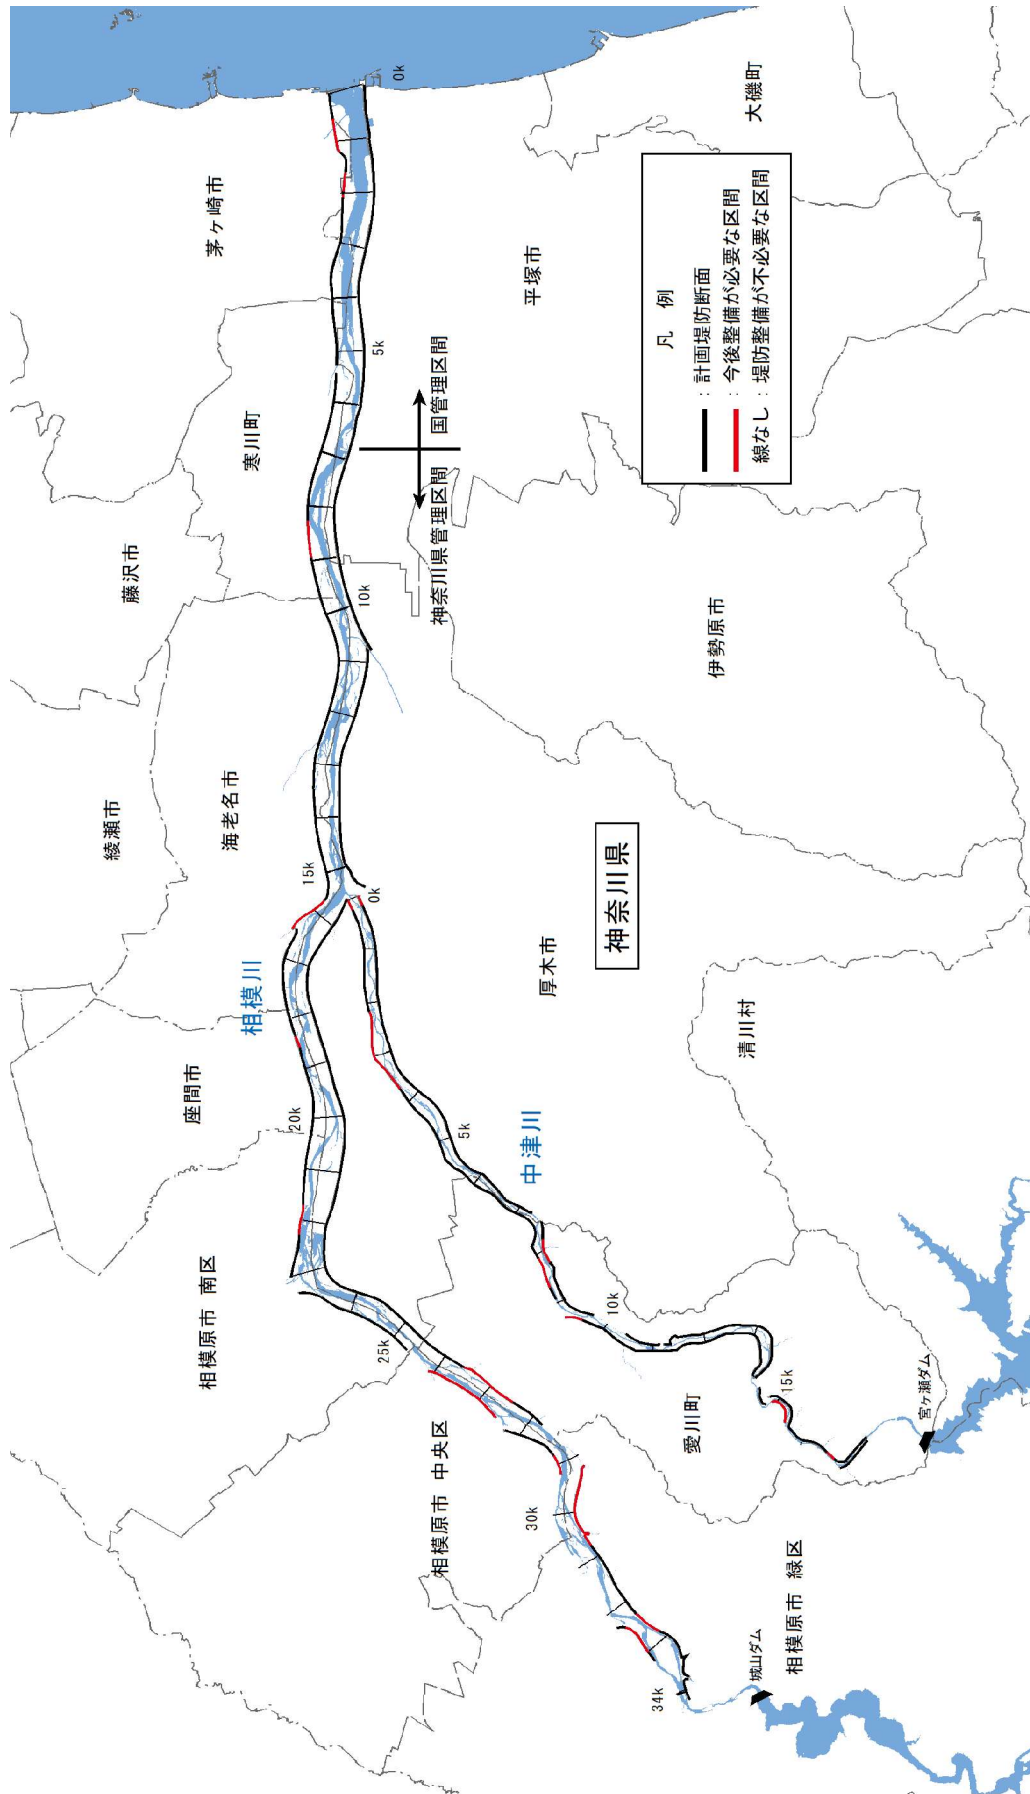 0k
大磯町
茅ヶ崎市
平塚市
凡 例
：計画堤防断面
：今後整備が必要な区間
線なし：堤防整備が不必要な区間
5k
国管理区間
神奈川県管理区間
寒川町
藤沢市
10k
伊勢原市
綾瀬市
海老名市
15k
0k
神奈川県
厚木市
相模川
清川村
座間市
20k
5k
中津川
相模原市 南区
25k
10k
15k
宮ヶ瀬ダム
愛川町
相模原市 中央区
30k
相模原市 緑区
城山ダム
34k